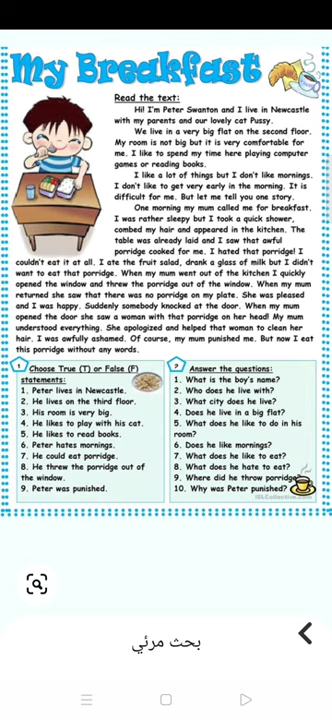 My Breakfast
Read the text:
Hi! I'm Peter Swanton and I live in Newcastle
with my parents and our lovely cat Pussy.
We live in a very big flat on the second floor.
My room is not big but it is very comfortable for
me. I like to spend my time here playing computer
games or reading books.
I like a lot of things but I don't like mornings.
I don't like to get very early in the morning. It is
difficult for me. But let me tell you one story.
One morning my mum called me for breakfast.
I was rather sleepy but I took a quick shower,
combed my hair and appeared in the kitchen. The
table was already laid and I saw that awful
porridge cooked for me. I hated that porridge! I
couldn't eat it at all. I ate the fruit salad, drank a glass of milk but I didn't
want to eat that porridge. When my mum went out of the kitchen I quickly
opened the window and threw the porridge out of the window. When my mum
returned she saw that there was no porridge on my plate. She was pleased
and I was happy. Suddenly somebody knocked at the door. When my mum
opened the door she saw a woman with that porridge on her head! My mum
understood everything. She apologized and helped that woman to clean her
hair. I was awfully ashamed. Of course, my mum punished me. But now I eat
this porridge without any words.
1
Choose True (T) or False (F)
statements:
1. Peter lives in Newcastle.
2. He lives on the third floor.
3. His room is very big.
4. He likes to play with his cat.
5. He likes to read books.
6. Peter hates mornings.
7. He could eat porridge.
8. He threw the porridge out of
the window.
9. Peter was punished.
2
Answer the questions:
1. What is the boy's name?
2. Who does he live with?
3. What city does he live?
4. Does he live in a big flat?
5. What does he like to do in his
room?
6. Does he like mornings?
7. What does he like to eat?
8. What does he hate to eat?
9. Where did he throw porridge
10. Why was Peter punished?
iSLCollective.com
بحث مرئي